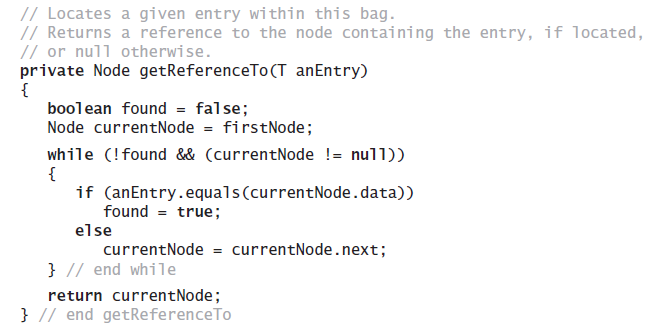 // Locates a given entry within this bag.
// Returns a reference to the node containing the entry, if located,
// or null otherwise.
private Node getReferenceTo(T anEntry)
{
   boolean found = false;
   Node currentNode = firstNode;
   while (!found && (currentNode != null))
   {
      if (anEntry.equals(currentNode.data))
         found = true;
      else
         currentNode = currentNode.next;
   } // end while
   return currentNode;
} // end getReferenceTo